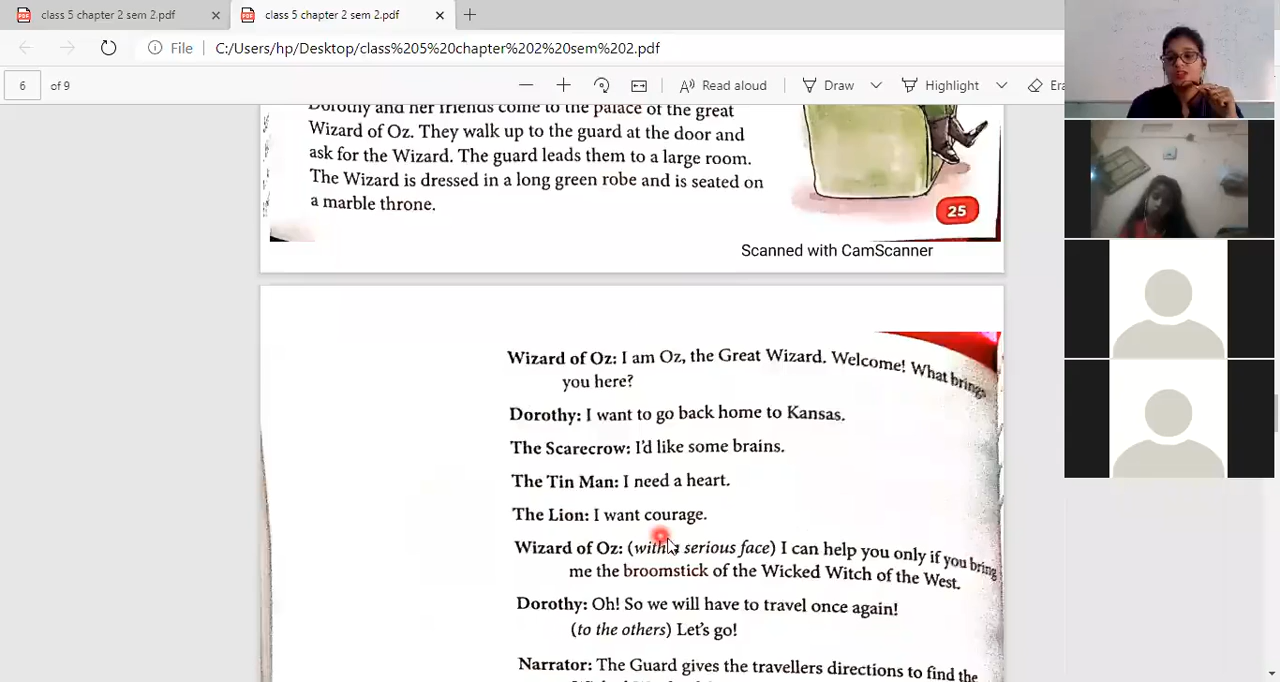 class 5 chapter 2 sem 2.pdf
class 5 chapter 2 sem 2.pdf
File
C:/Users/hp/Desktop/class%205%20chapter%202%20sem%202.pdf
6 of 9
Read aloud
Draw
Highlight
Era
Dorothy and her friends come to the palace of the great
Wizard of Oz. They walk up to the guard at the door and
ask for the Wizard. The guard leads them to a large room.
The Wizard is dressed in a long green robe and is seated on
a marble throne.
25
Scanned with CamScanner
Wizard of Oz: I am Oz, the Great Wizard. Welcome! What brings
you here?
Dorothy: I want to go back home to Kansas.
The Scarecrow: I'd like some brains.
The Tin Man: I need a heart.
The Lion: I want courage.
Wizard of Oz: (with a serious face) I can help you only if you bring
me the broomstick of the Wicked Witch of the West.
Dorothy: Oh! So we will have to travel once again!
(to the others) Let's go!
Narrator: The Guard gives the travellers directions to find the